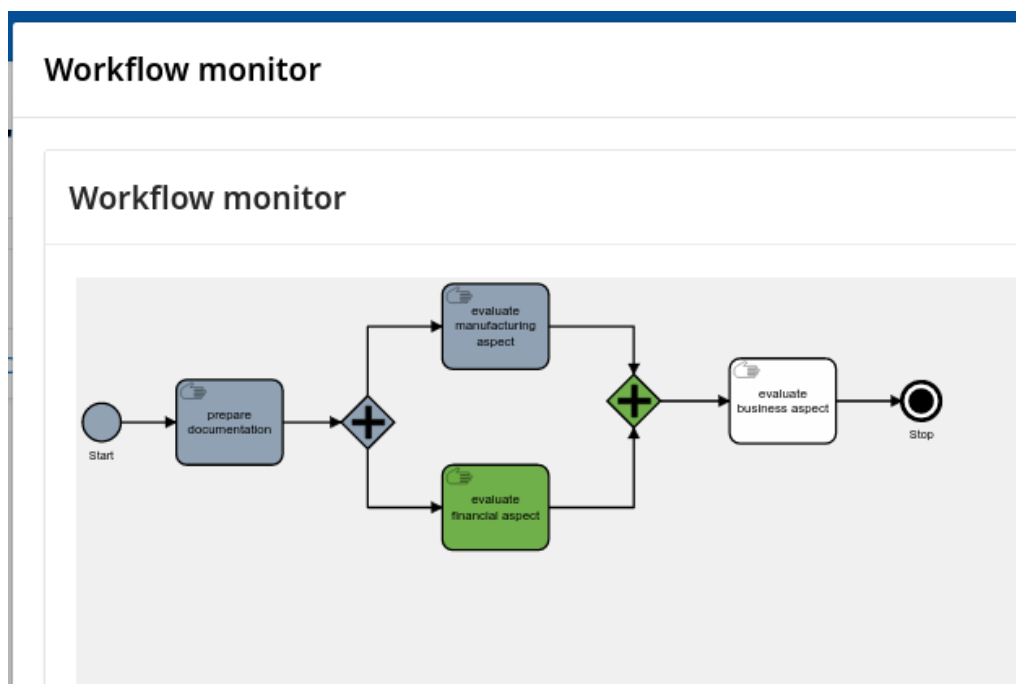 Workflow monitor
Workflow monitor
Start
prepare
documentation
evaluate
manufacturing
aspect
evaluate
financial aspect
evaluate
business aspect
Stop